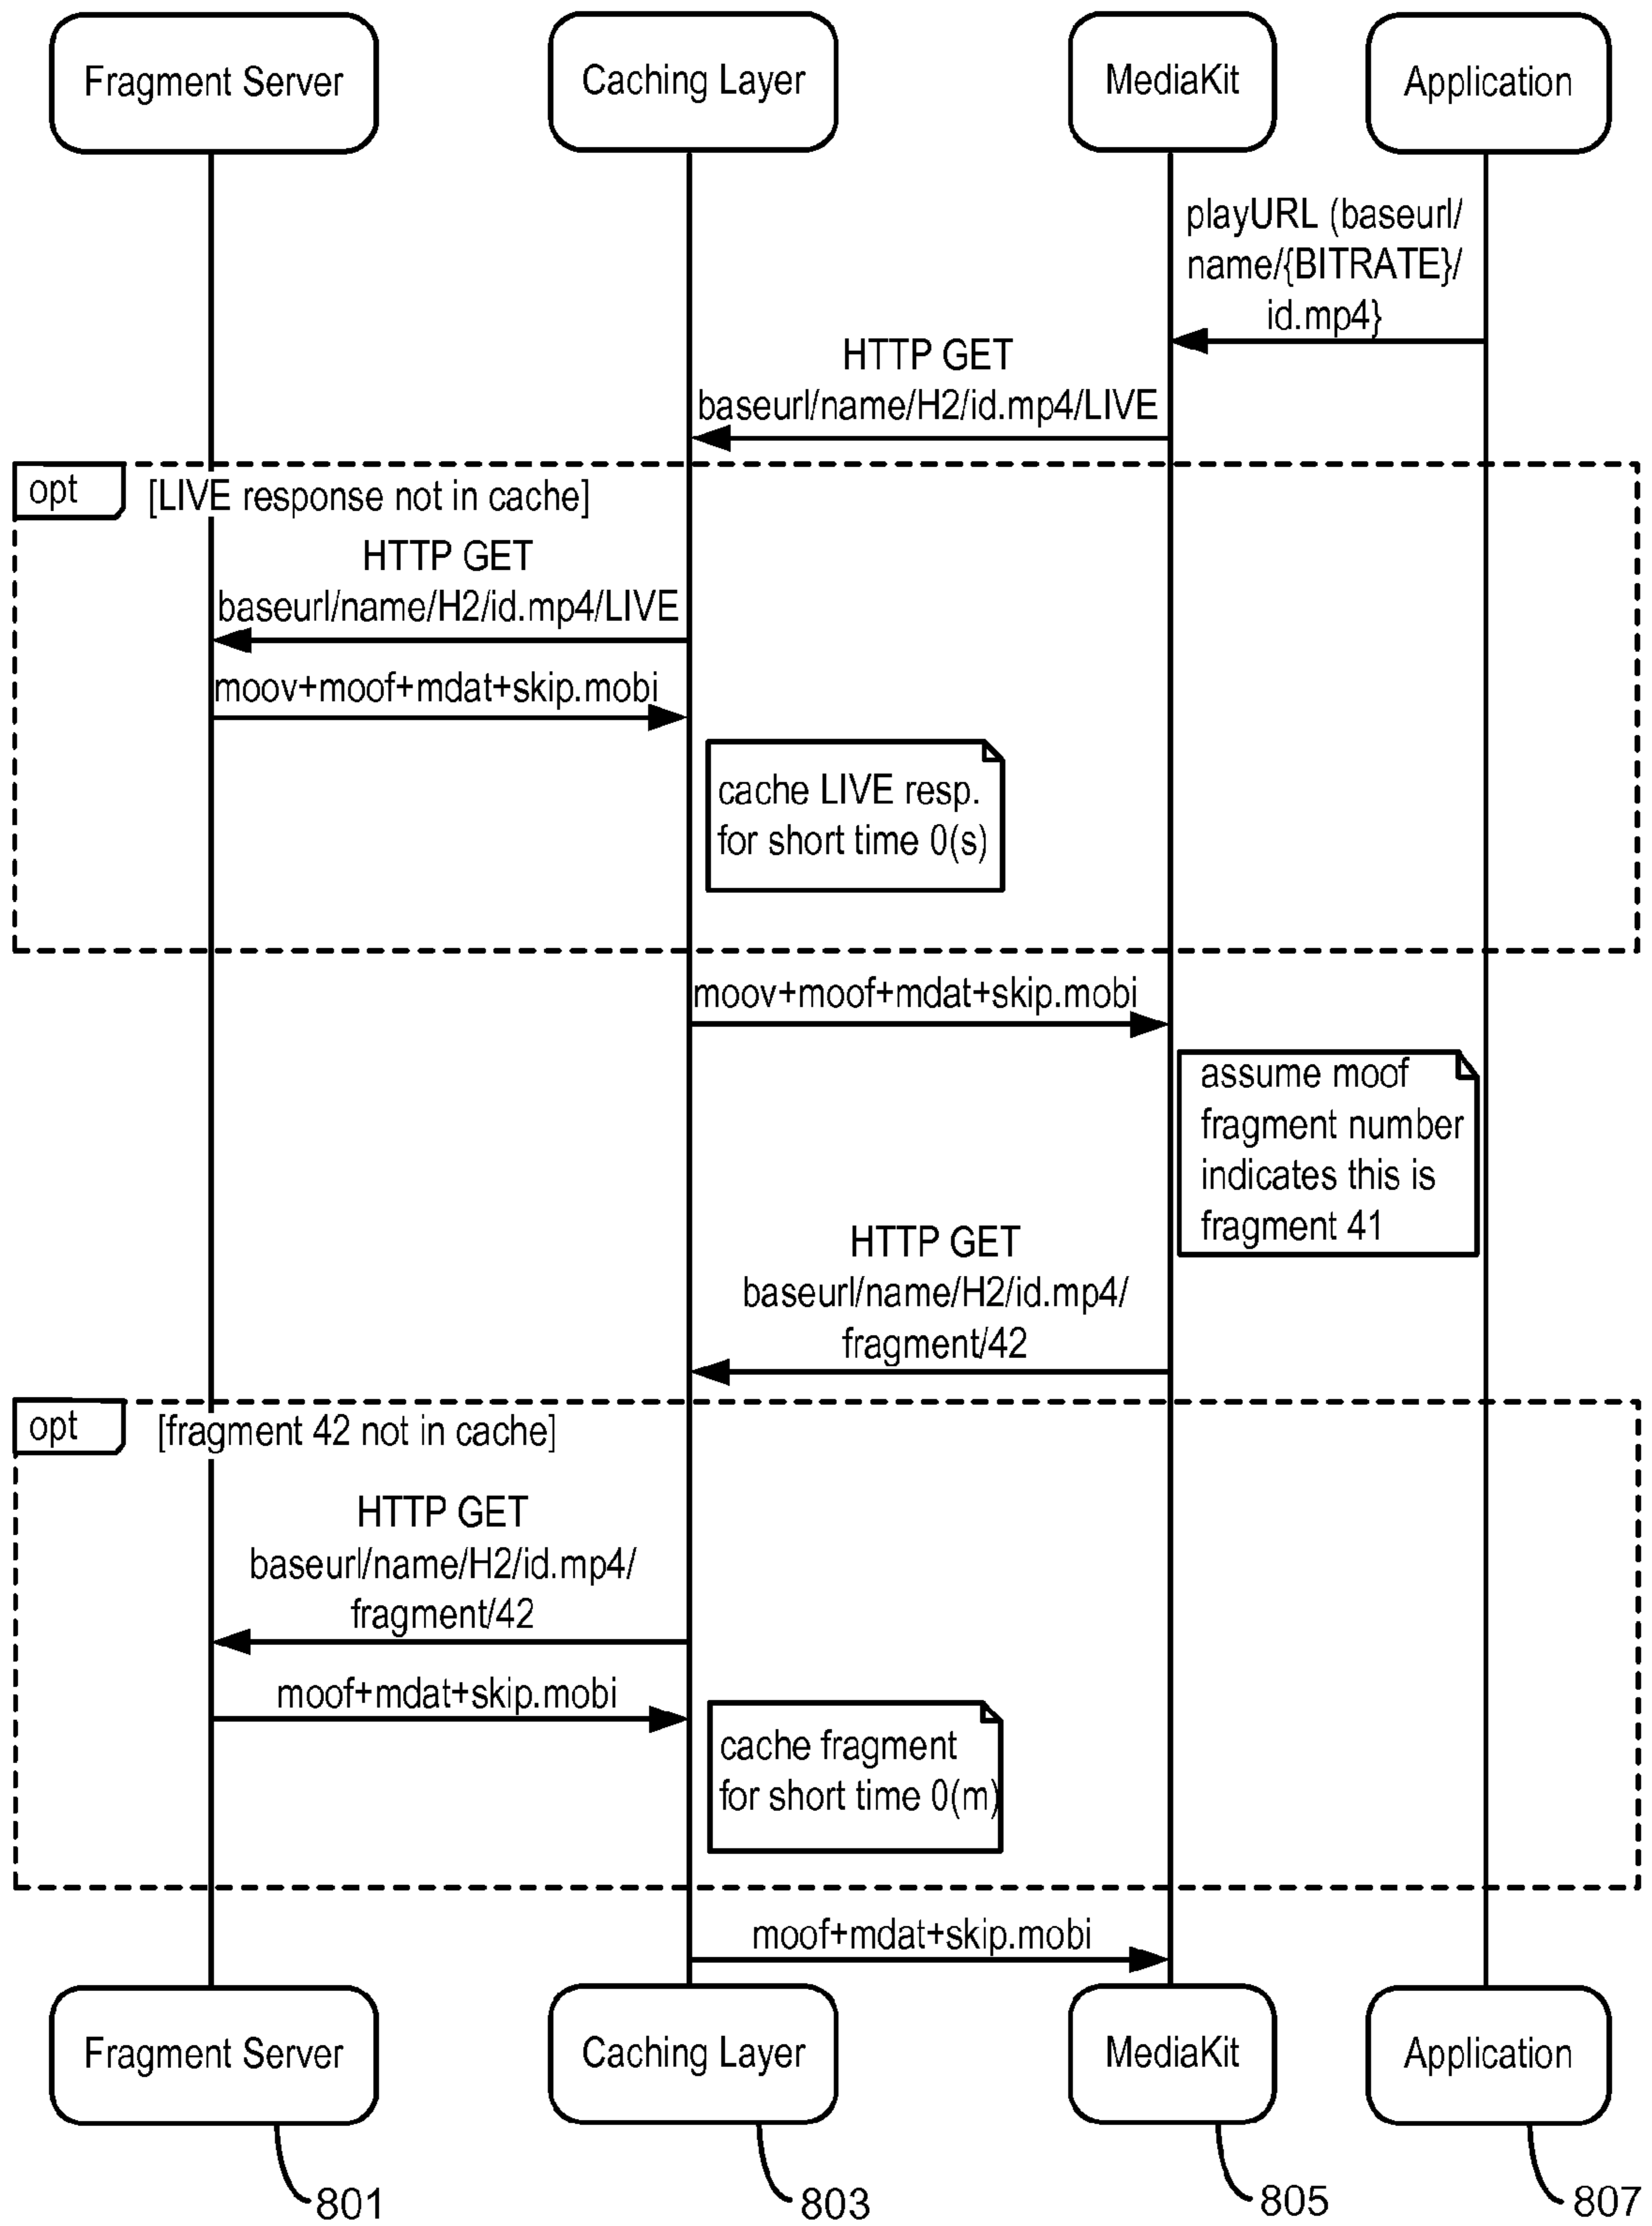 Fragment Server
Caching Layer
MediaKit
Application
playURL (baseurl/
name/{BITRATE}/
id.mp4}
HTTP GET
baseurl/name/H2/id.mp4/LIVE
opt
[LIVE response not in cache]
HTTP GET
baseurl/name/H2/id.mp4/LIVE
moov+moof+mdat+skip.mobi
cache LIVE resp.
for short time 0(s)
moov+moof+mdat+skip.mobi
assume moof
fragment number
indicates this is
fragment 41
HTTP GET
baseurl/name/H2/id.mp4/
fragment/42
opt
[fragment 42 not in cache]
HTTP GET
baseurl/name/H2/id.mp4/
fragment/42
moof+mdat+skip.mobi
cache fragment
for short time 0(m)
moof+mdat+skip.mobi
Fragment Server
Caching Layer
MediaKit
Application
801
803
805
807